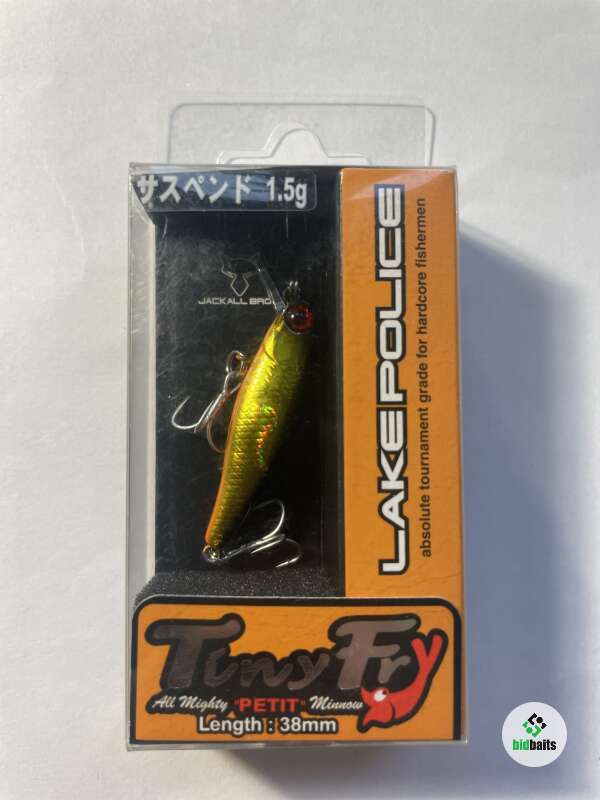 サスペンド 1.5g
JACKALL BROS
LAKE POLICE
absolute tournament grade for hardcore fishermen
Tiny Fry
All Mighty "PETIT" Minnow
Length : 38mm
bidbaits